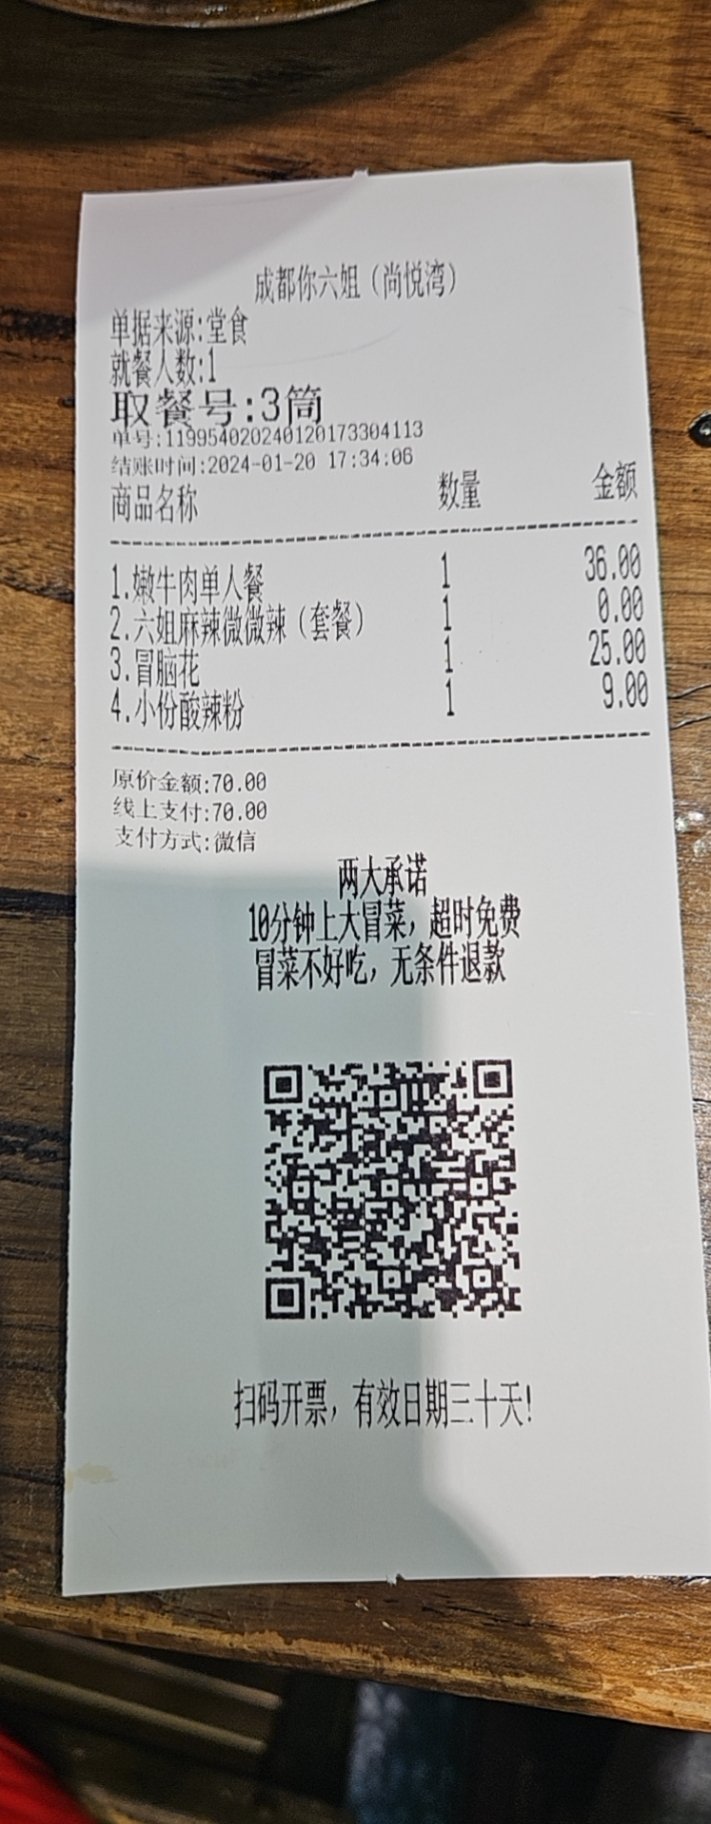 成都你六姐（尚悦湾）
单据来源:堂食
就餐人数:1
取餐号:3筒
单号:119954020240120173304113
结账时间:2024-01-20 17:34:06
商品名称 数量 金额
1.嫩牛肉单人餐 1 36.00
2.六姐麻辣微微辣（套餐） 1 0.00
3.冒脑花 1 25.00
4.小份酸辣粉 1 9.00
原价金额:70.00
线上支付:70.00
支付方式:微信
两大承诺
10分钟上大冒菜，超时免费
冒菜不好吃，无条件退款
扫码开票，有效日期三十天!